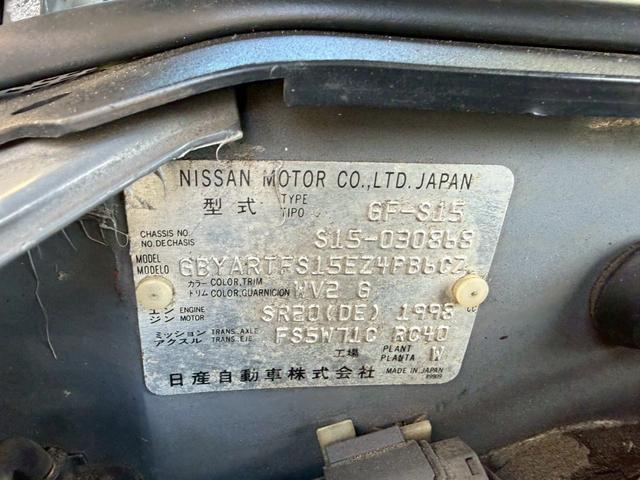 NISSAN MOTOR CO.,LTD. JAPAN
型式 TYPE TIPO GF-S15
CHASSIS NO. NO.DECHASIS S15-030868
MODEL MODELO GBYARTFS15EZ4PB6CZ
カラー トリム COLOR,TRIM COLOR,GUARNICION WV2 G
エンジン ENGINE MOTOR SR20(DE) 1998 CC
ミッション アクスル TRANS.AXLE TRANS.EJE FS5W71C RC40
工場 PLANT PLANTA W
日産自動車株式会社 MADE IN JAPAN